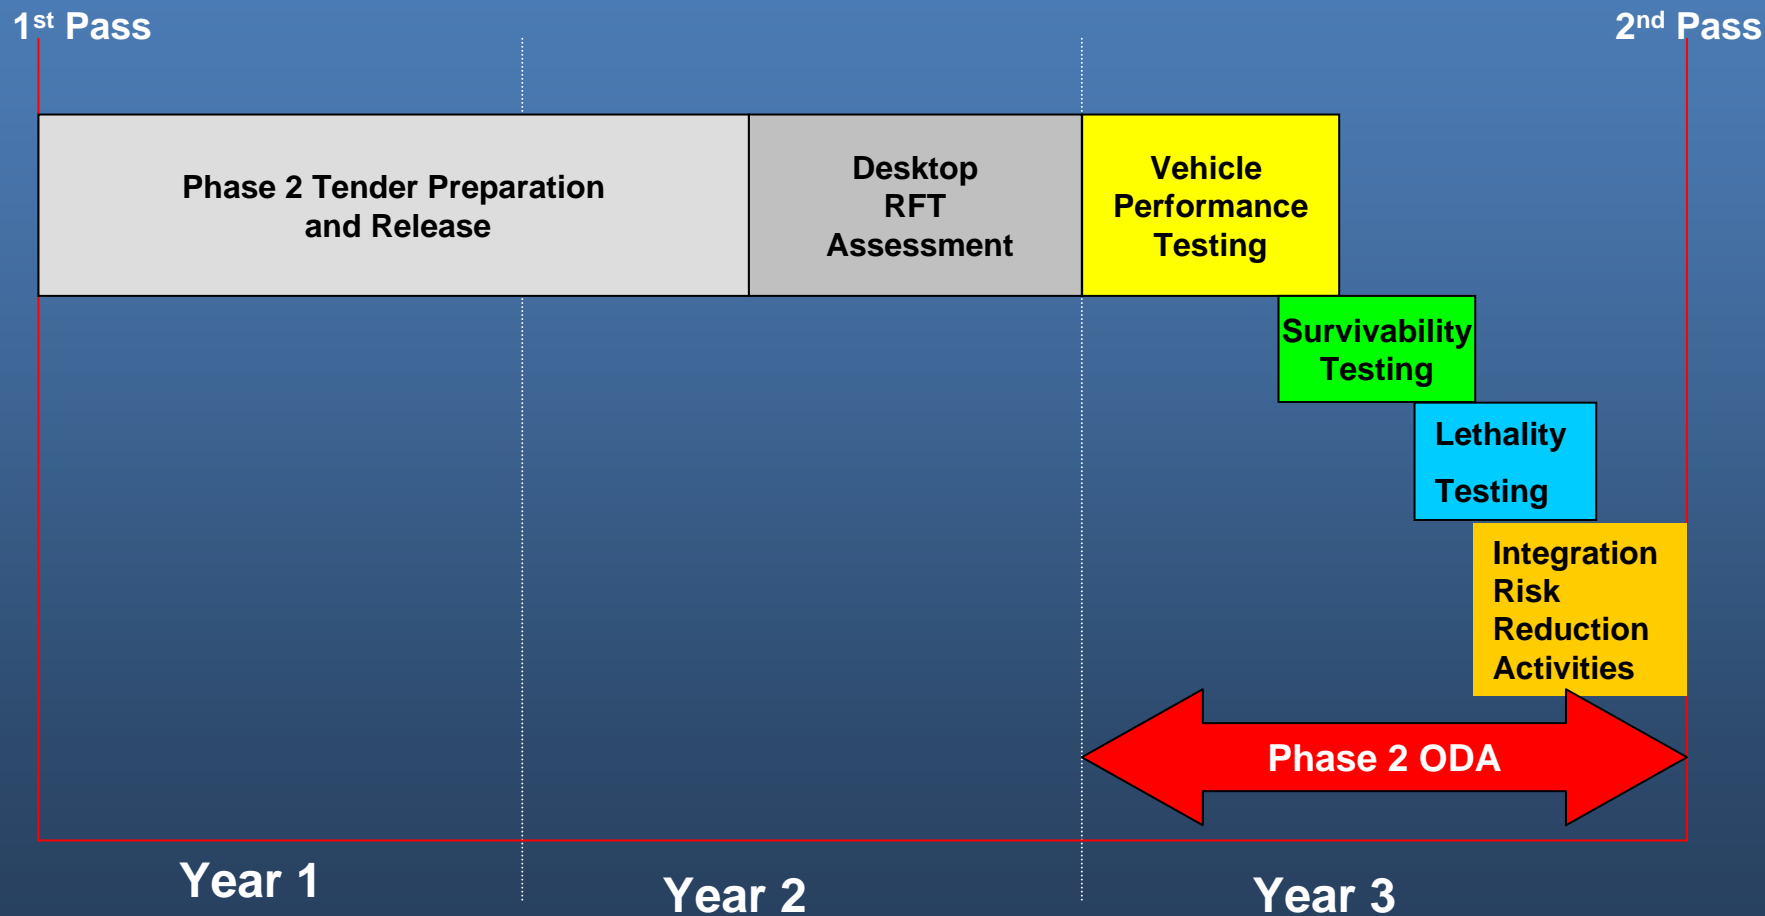 1st Pass
2nd Pass
Phase 2 Tender Preparation
and Release
Desktop
RFT
Assessment
Vehicle
Performance
Testing
Survivability
Testing
Lethality
Testing
Integration
Risk
Reduction
Activities
Phase 2 ODA
Year 1
Year 2
Year 3